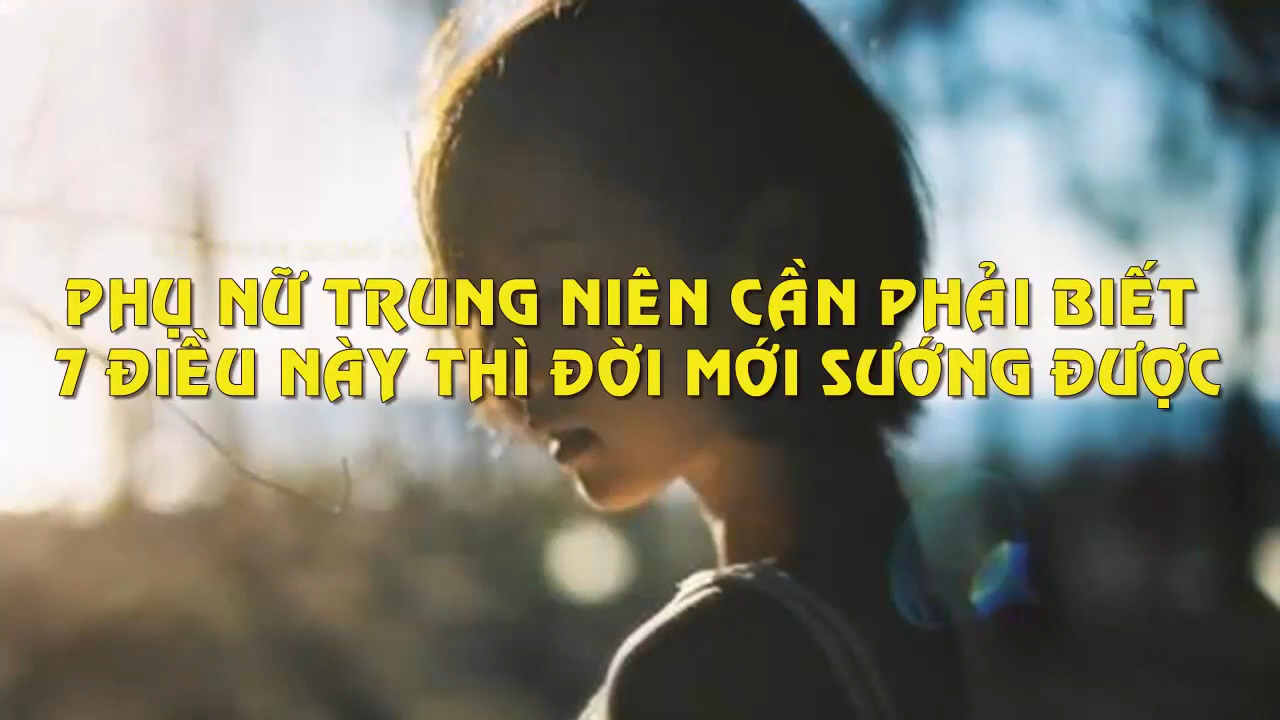 PHỤ NỮ TRUNG NIÊN CẦN PHẢI BIẾT
7 ĐIỀU NÀY THÌ ĐỜI MỚI SƯỚNG ĐƯỢC